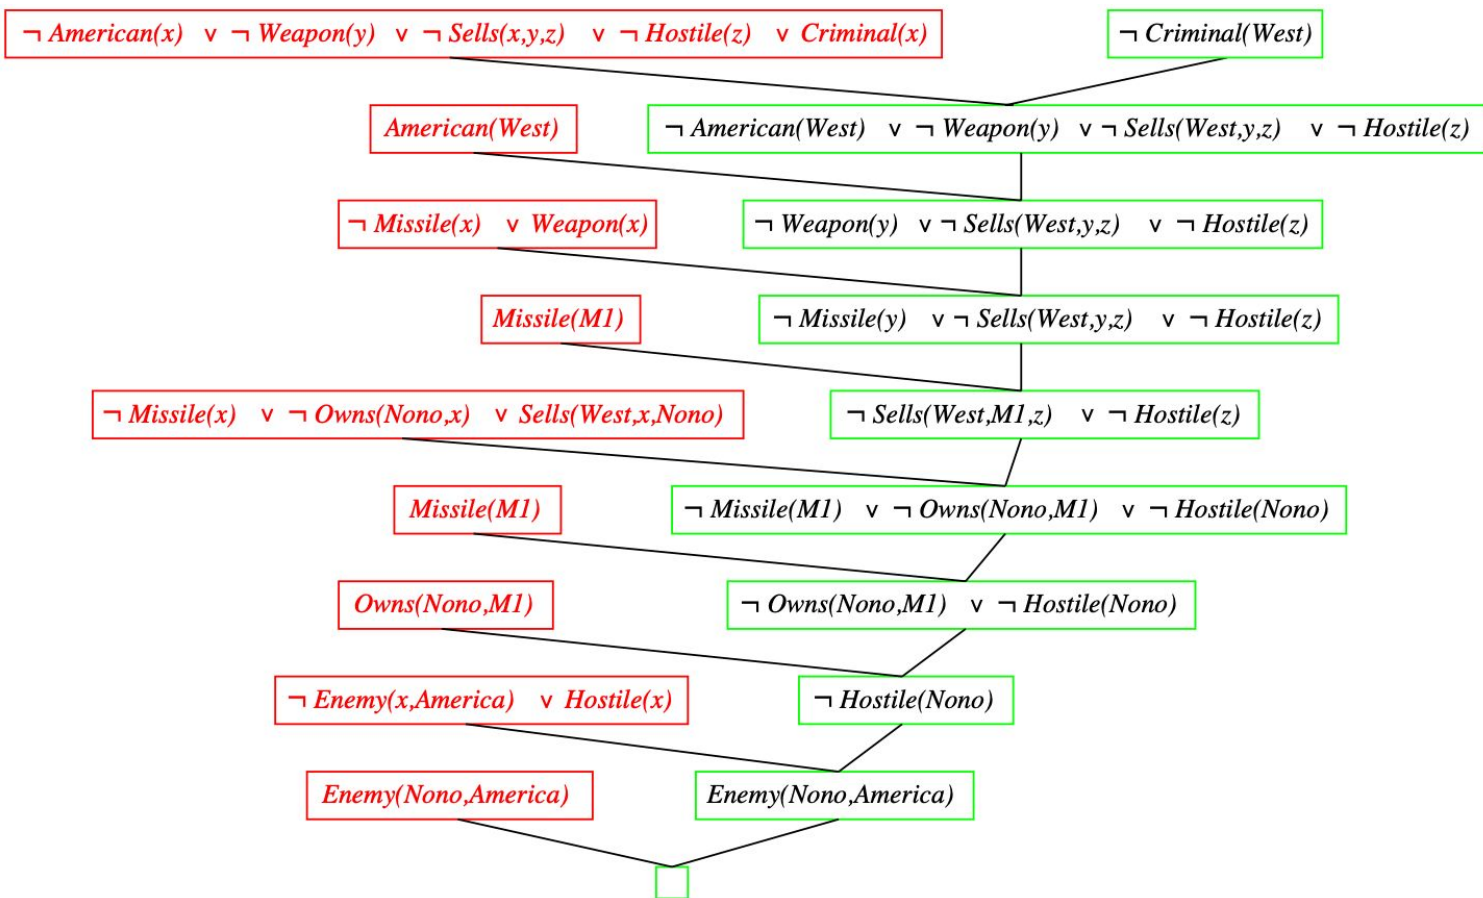 ¬ American(x) ∨ ¬ Weapon(y) ∨ ¬ Sells(x,y,z) ∨ ¬ Hostile(z) ∨ Criminal(x)
¬ Criminal(West)
American(West)
¬ American(West) ∨ ¬ Weapon(y) ∨ ¬ Sells(West,y,z) ∨ ¬ Hostile(z)
¬ Missile(x) ∨ Weapon(x)
¬ Weapon(y) ∨ ¬ Sells(West,y,z) ∨ ¬ Hostile(z)
Missile(M1)
¬ Missile(y) ∨ ¬ Sells(West,y,z) ∨ ¬ Hostile(z)
¬ Missile(x) ∨ ¬ Owns(Nono,x) ∨ Sells(West,x,Nono)
¬ Sells(West,M1,z) ∨ ¬ Hostile(z)
Missile(M1)
¬ Missile(M1) ∨ ¬ Owns(Nono,M1) ∨ ¬ Hostile(Nono)
Owns(Nono,M1)
¬ Owns(Nono,M1) ∨ ¬ Hostile(Nono)
¬ Enemy(x,America) ∨ Hostile(x)
¬ Hostile(Nono)
Enemy(Nono,America)
Enemy(Nono,America)